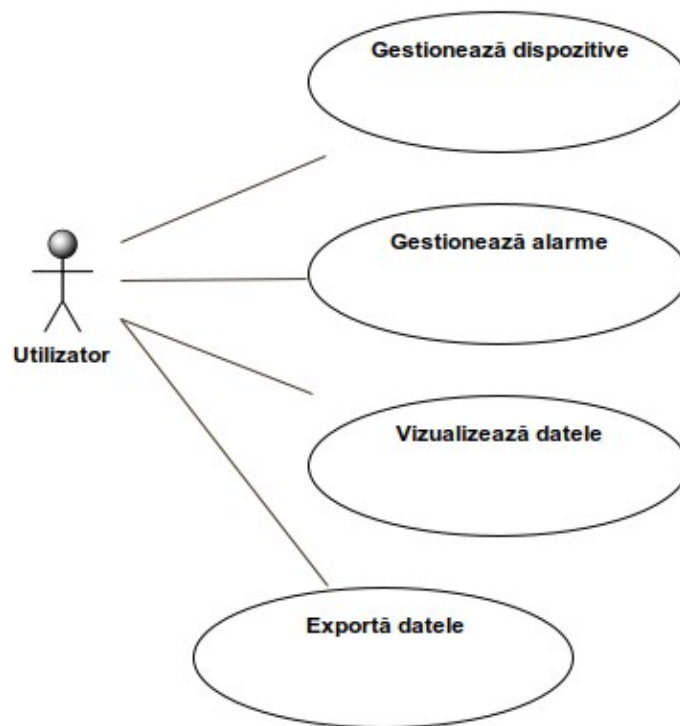 Gestionează dispozitive
Gestionează alarme
Utilizator
Vizualizează datele
Exportă datele